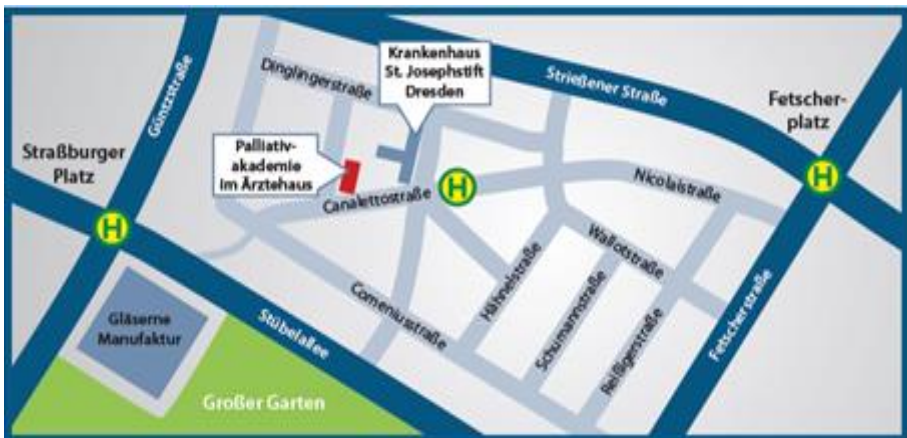 Krankenhaus
St. Josephstift
Dresden
Dinglingerstraße
Güntzstraße
Strießener Straße
Fetscher-
platz
Straßburger
Platz
Palliativ-
akademie
im Ärztehaus
H
H
H
Nicolaistraße
Canalettostraße
Wallotstraße
Hähnelstraße
Schumannstraße
Reißigerstraße
Fetscherstraße
Comeniusstraße
Stübelallee
Gläserne
Manufaktur
Großer Garten